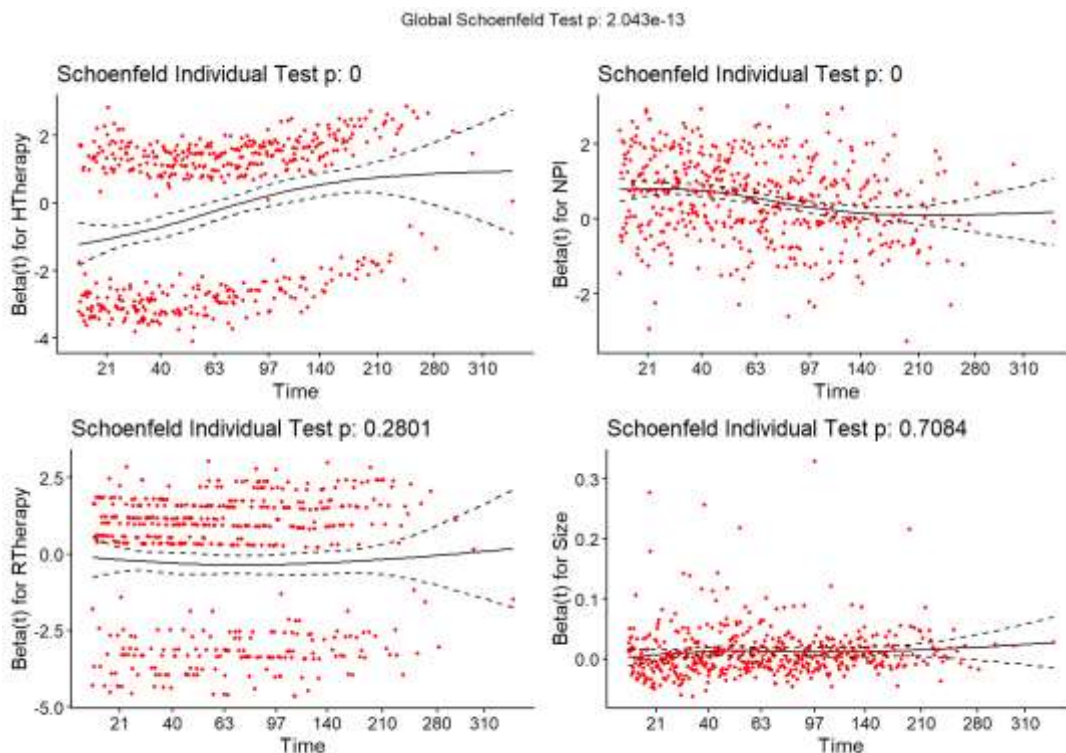 Global Schoenfeld Test p: 2.043e-13
Schoenfeld Individual Test p: 0
Beta(t) for HTherapy
2
0
-2
-4
21 40 63 97 140 210 280 310
Time
Schoenfeld Individual Test p: 0
Beta(t) for NPI
2
0
-2
21 40 63 97 140 210 280 310
Time
Schoenfeld Individual Test p: 0.2801
Beta(t) for RTherapy
2.5
0.0
-2.5
-5.0
21 40 63 97 140 210 280 310
Time
Schoenfeld Individual Test p: 0.7084
Beta(t) for Size
0.3
0.2
0.1
0.0
21 40 63 97 140 210 280 310
Time